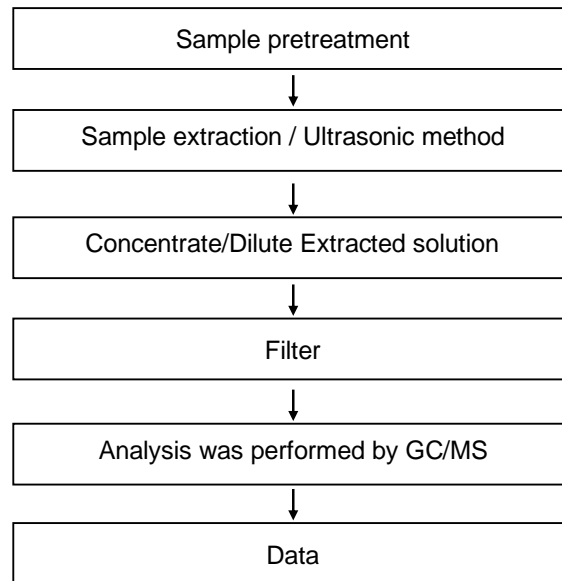 Sample pretreatment
Sample extraction / Ultrasonic method
Concentrate/Dilute Extracted solution
Filter
Analysis was performed by GC/MS
Data